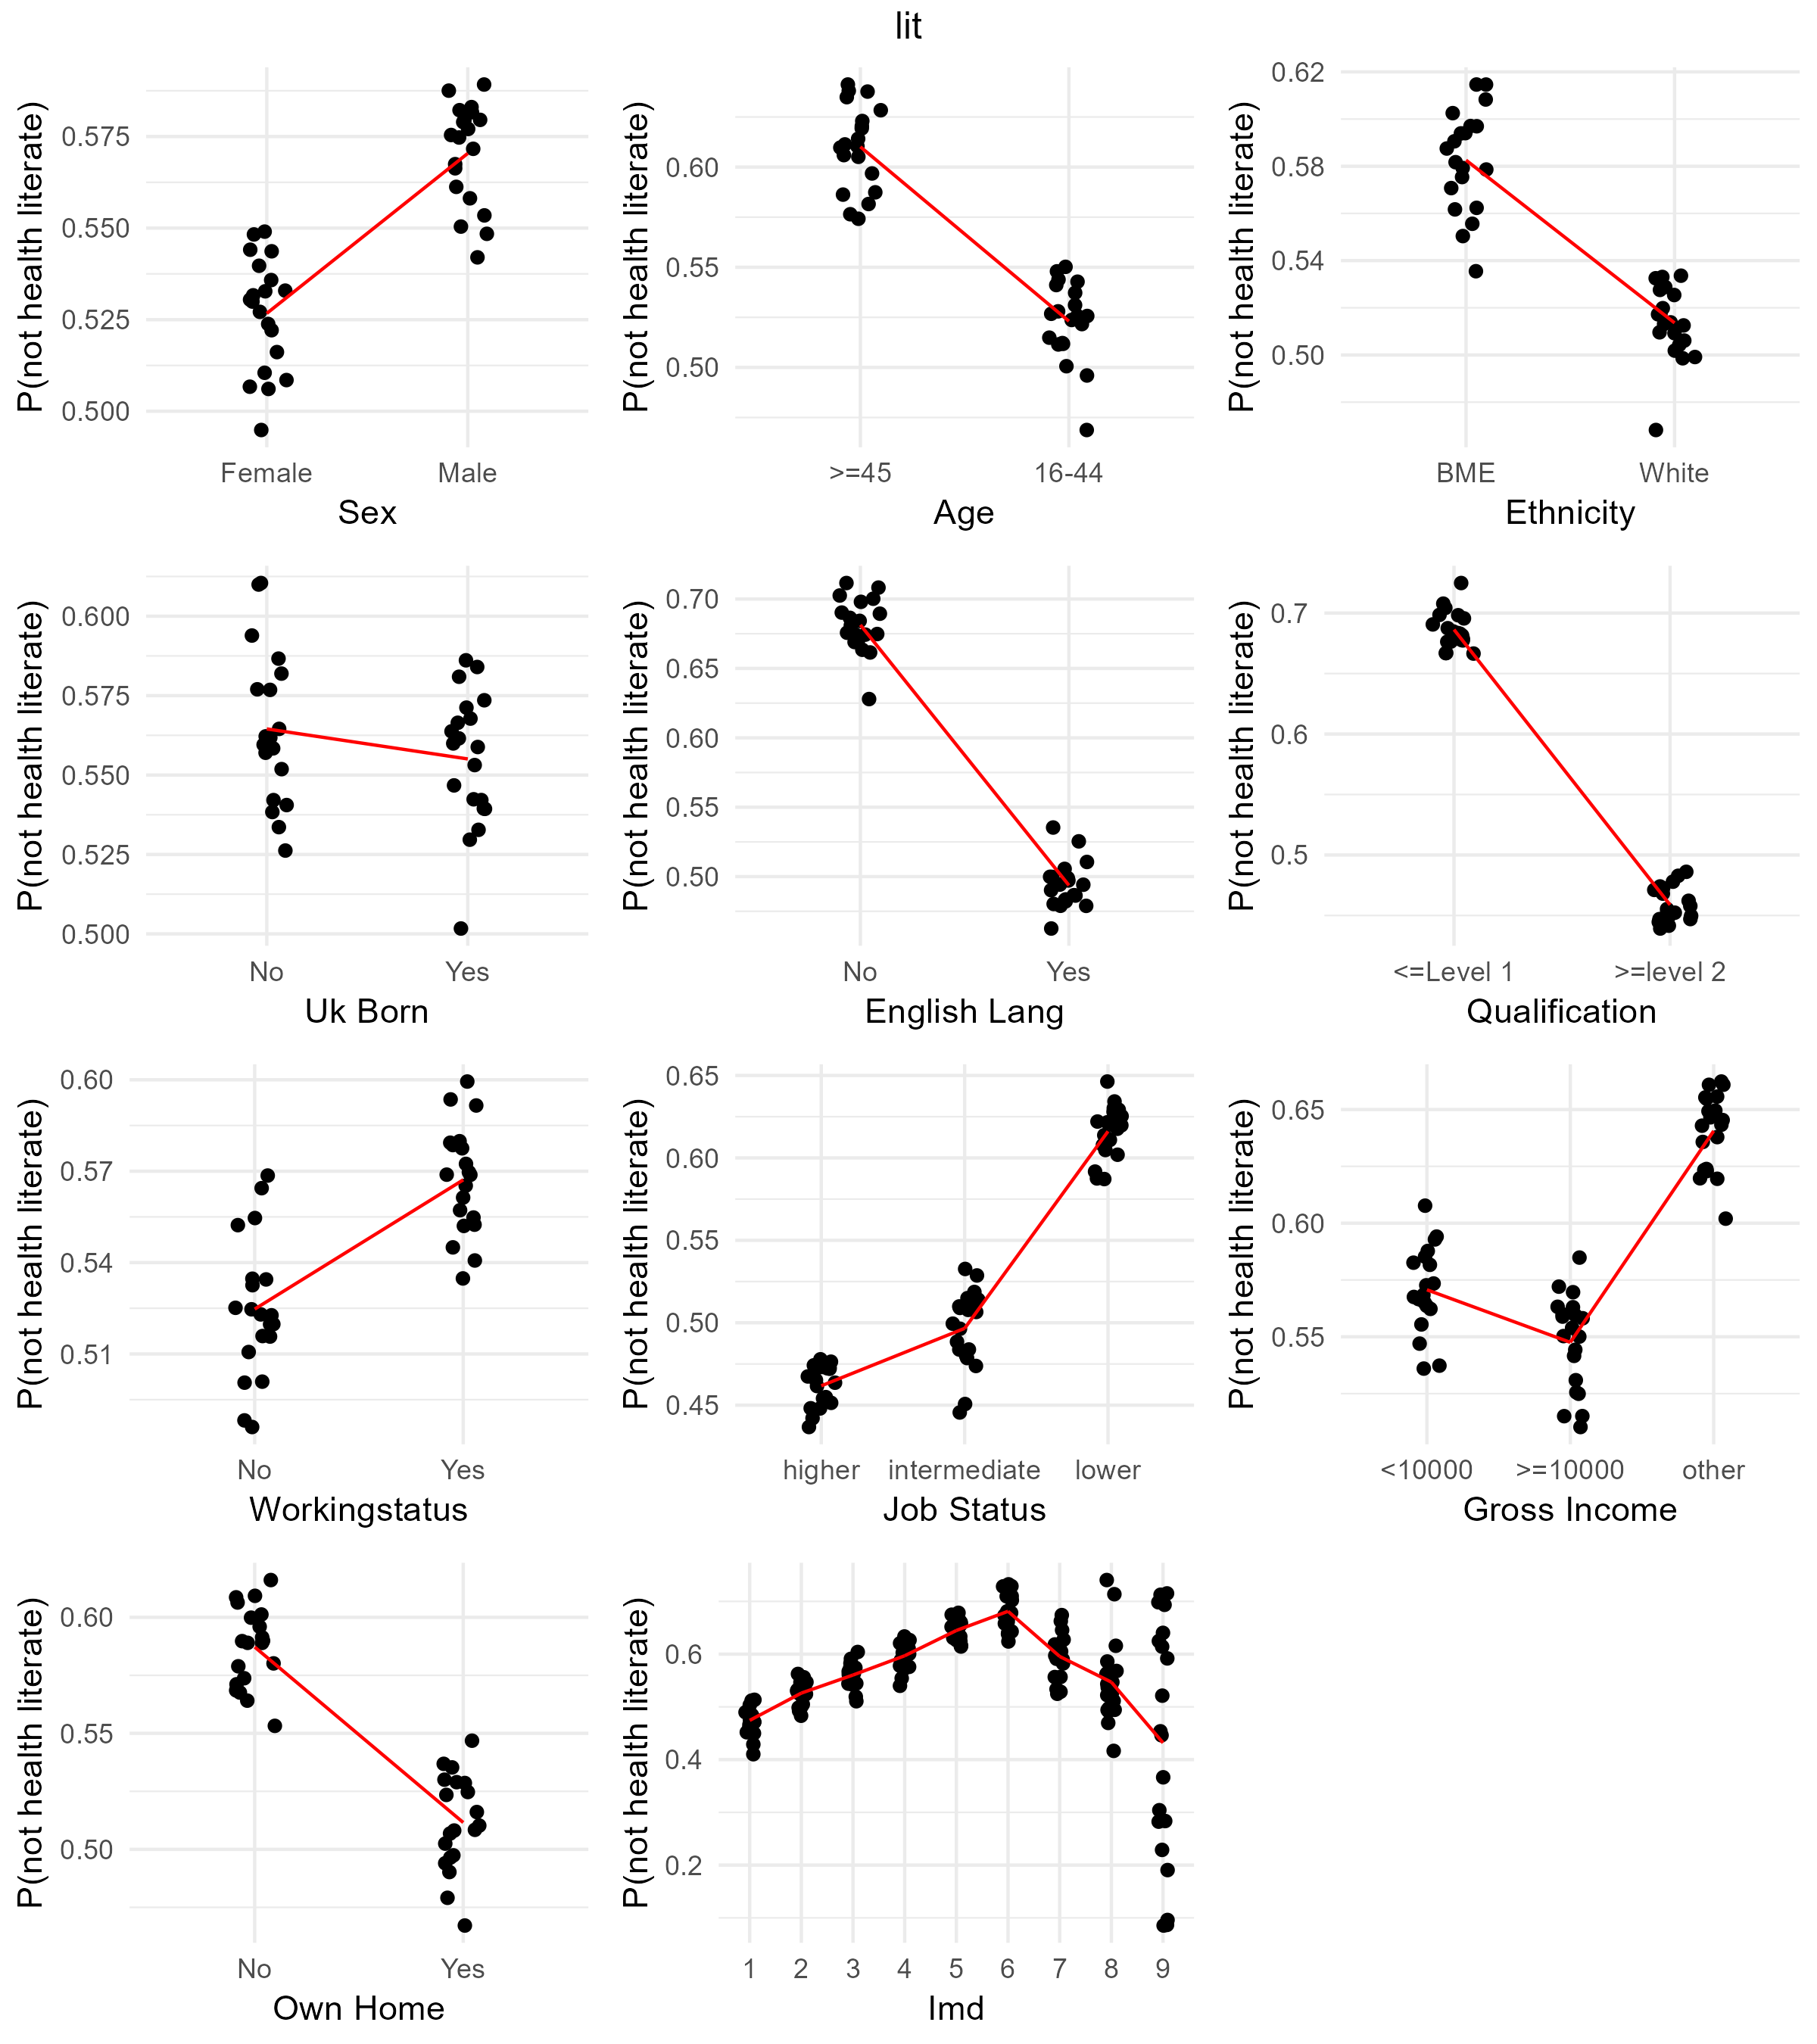 lit
P(not health literate)
0.575
0.550
0.525
0.500
Female Male
Sex
P(not health literate)
0.60
0.55
0.50
>=45 16-44
Age
P(not health literate)
0.62
0.58
0.54
0.50
BME White
Ethnicity
P(not health literate)
0.600
0.575
0.550
0.525
0.500
No Yes
Uk Born
P(not health literate)
0.70
0.65
0.60
0.55
0.50
No Yes
English Lang
P(not health literate)
0.7
0.6
0.5
<=Level 1 >=level 2
Qualification
P(not health literate)
0.60
0.57
0.54
0.51
No Yes
Workingstatus
P(not health literate)
0.65
0.60
0.55
0.50
0.45
higher intermediate lower
Job Status
P(not health literate)
0.65
0.60
0.55
<10000 >=10000 other
Gross Income
P(not health literate)
0.60
0.55
0.50
No Yes
Own Home
P(not health literate)
0.6
0.4
0.2
1 2 3 4 5 6 7 8 9
Imd